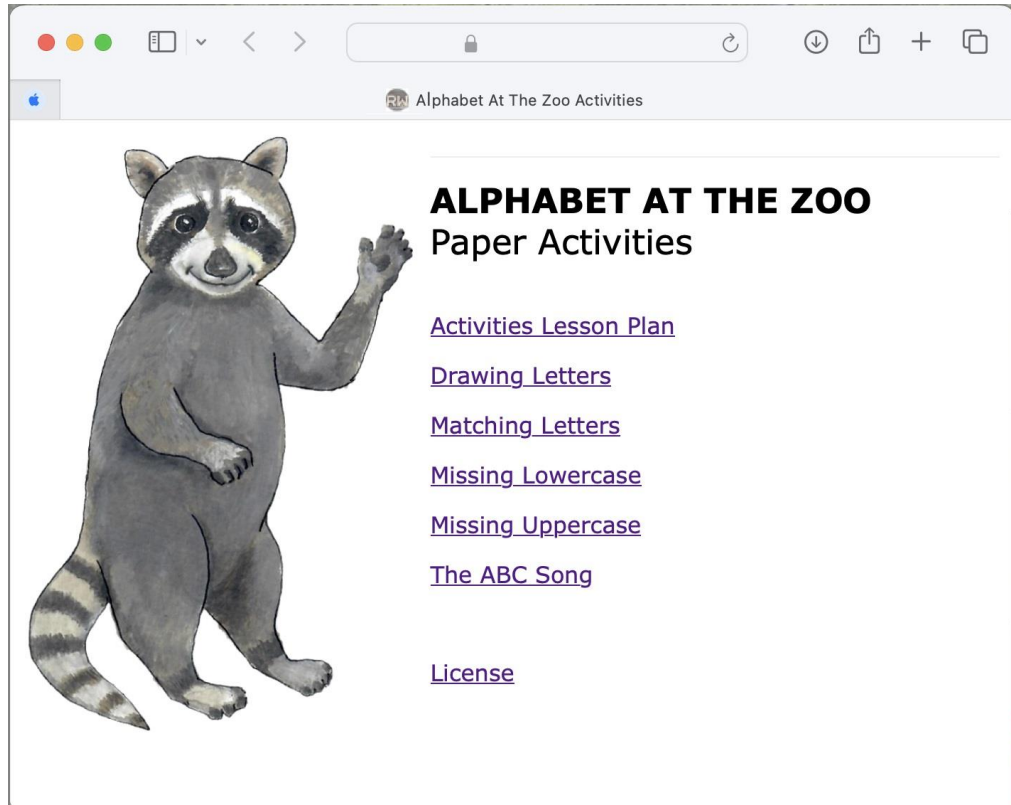 RW Alphabet At The Zoo Activities
ALPHABET AT THE ZOO
Paper Activities
Activities Lesson Plan
Drawing Letters
Matching Letters
Missing Lowercase
Missing Uppercase
The ABC Song
License